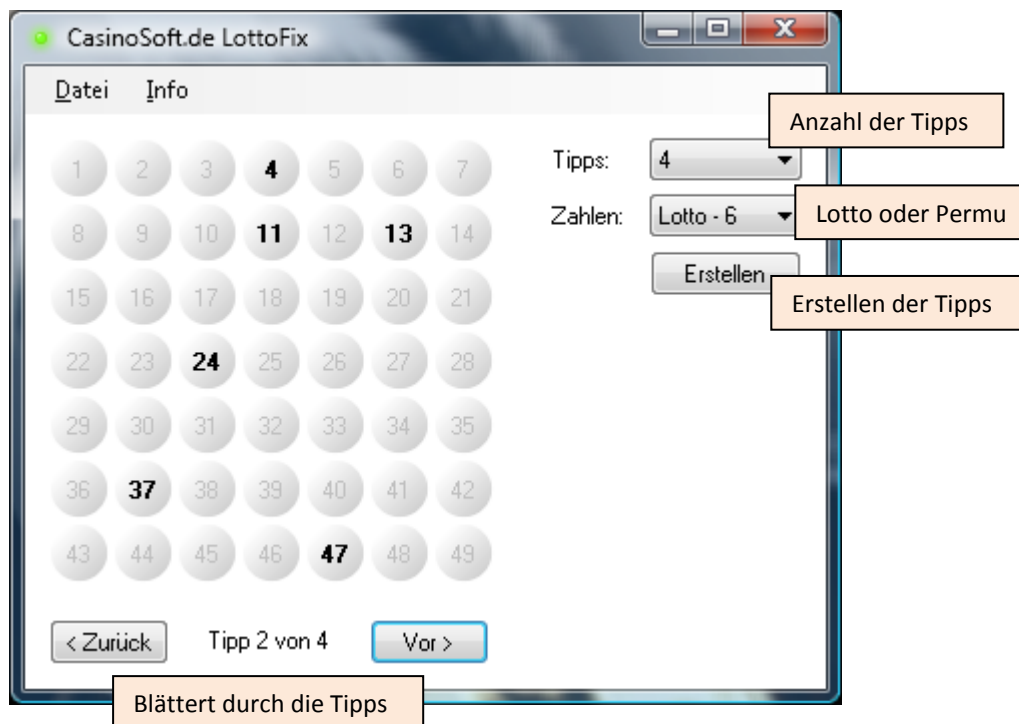 CasinoSoft.de LottoFix
Datei Info
Anzahl der Tipps
Tipps: 4
Lotto oder Permu
Zahlen: Lotto - 6
Erstellen
Erstellen der Tipps
1 2 3 4 5 6 7
8 9 10 11 12 13 14
15 16 17 18 19 20 21
22 23 24 25 26 27 28
29 30 31 32 33 34 35
36 37 38 39 40 41 42
43 44 45 46 47 48 49
< Zurück Tipp 2 von 4 Vor >
Blättert durch die Tipps